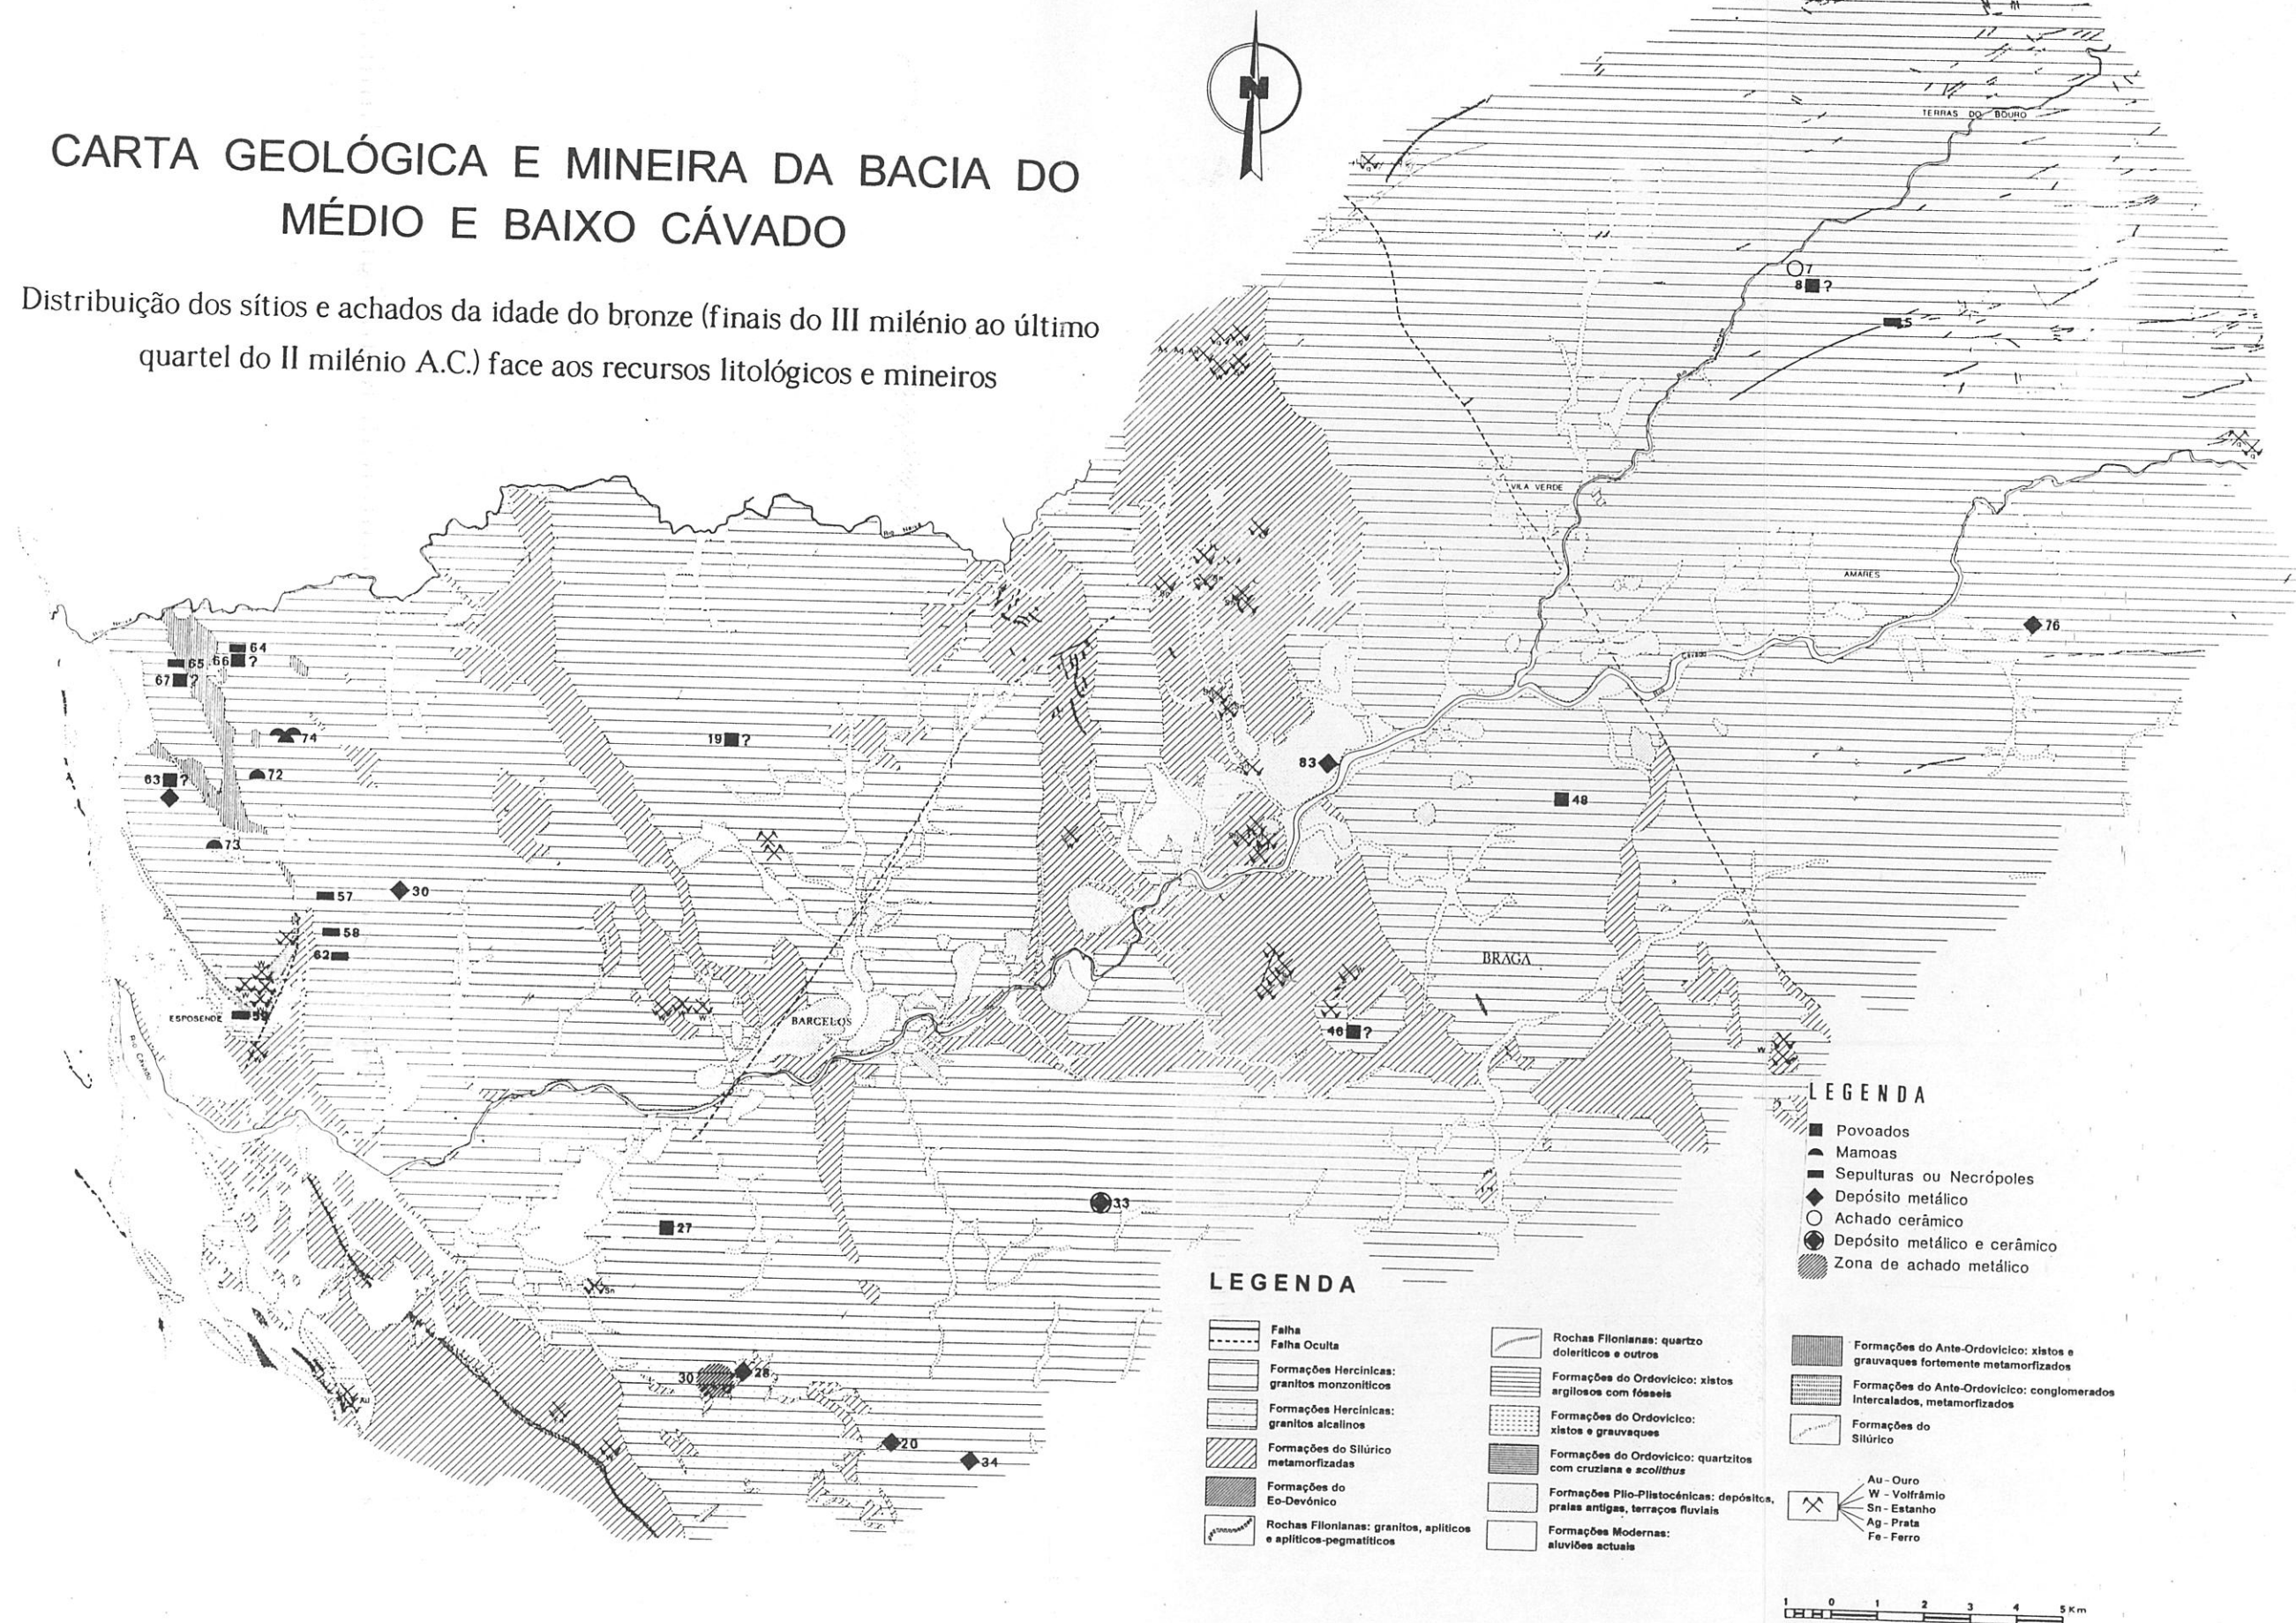 CARTA GEOLÓGICA E MINEIRA DA BACIA DO
MÉDIO E BAIXO CÁVADO
Distribuição dos sítios e achados da idade do bronze (finais do III milénio ao último
quartel do II milénio A.C.) face aos recursos litológicos e mineiros
N
TERRAS DO BOURO
7
8 ?
5
VILA VERDE
AMARES
76
Cávado
Rio
64
65 66 ?
67 ?
74
63 ?
72
73
19 ?
83
48
57
30
58
62
ESPOSENDE
59
BRAGA
BARCELOS
46 ?
RIO CÁVADO
W
33
27
Sn
30
28
20
34
Au
LEGENDA
Povoados
Mamoas
Sepulturas ou Necrópoles
Depósito metálico
Achado cerâmico
Depósito metálico e cerâmico
Zona de achado metálico
LEGENDA
Falha
Falha Oculta
Formações Hercínicas:
granitos monzoníticos
Formações Hercínicas:
granitos alcalinos
Formações do Silúrico
metamorfizadas
Formações do
Eo-Devónico
Rochas Filonianas: granitos, aplíticos
e aplíticos-pegmatíticos
Rochas Filonianas: quartzo
doleríticos e outros
Formações do Ordovícico: xistos
argilosos com fósseis
Formações do Ordovícico:
xistos e grauvaques
Formações do Ordovícico: quartzitos
com cruziana e scolithus
Formações Plio-Plistocénicas: depósitos,
praias antigas, terraços fluviais
Formações Modernas:
aluviões actuais
Formações do Ante-Ordovícico: xistos e
grauvaques fortemente metamorfizados
Formações do Ante-Ordovícico: conglomerados
Intercalados, metamorfizados
Formações do
Silúrico
Au - Ouro
W - Volfrâmio
Sn - Estanho
Ag - Prata
Fe - Ferro
1 0 1 2 3 4 5 Km